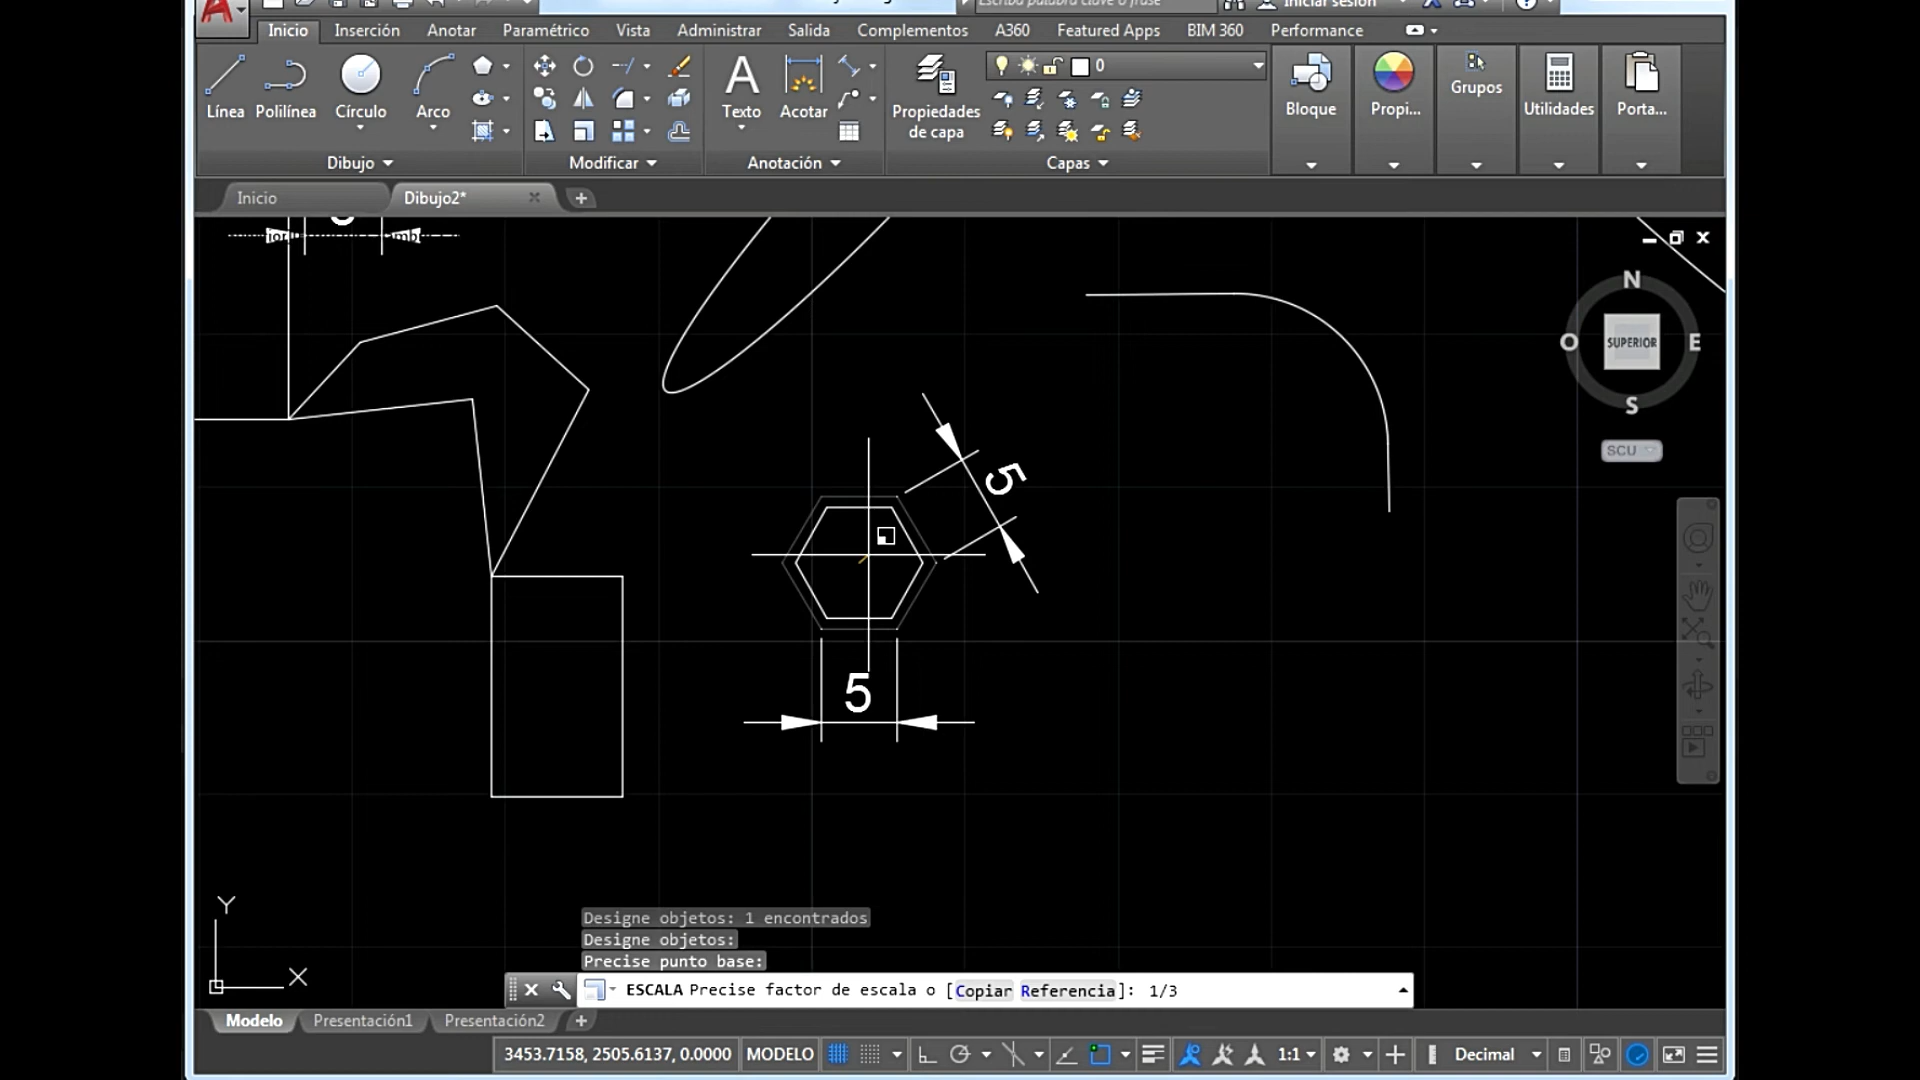 Iniciar sesión
Inicio Inserción Anotar Paramétrico Vista Administrar Salida Complementos A360 Featured Apps BIM 360 Performance
Línea Polilínea Círculo Arco
Texto Acotar
Propiedades de capa
0
Bloque Propi... Grupos Utilidades Porta...
Dibujo Modificar Anotación Capas
Inicio Dibujo2*
N
O SUPERIOR E
S
SCU
5
5
Y
X
Designe objetos: 1 encontrados
Designe objetos:
Precise punto base:
ESCALA Precise factor de escala o [Copiar Referencia]: 1/3
Modelo Presentación1 Presentación2
3453.7158, 2505.6137, 0.0000 MODELO 1:1 Decimal